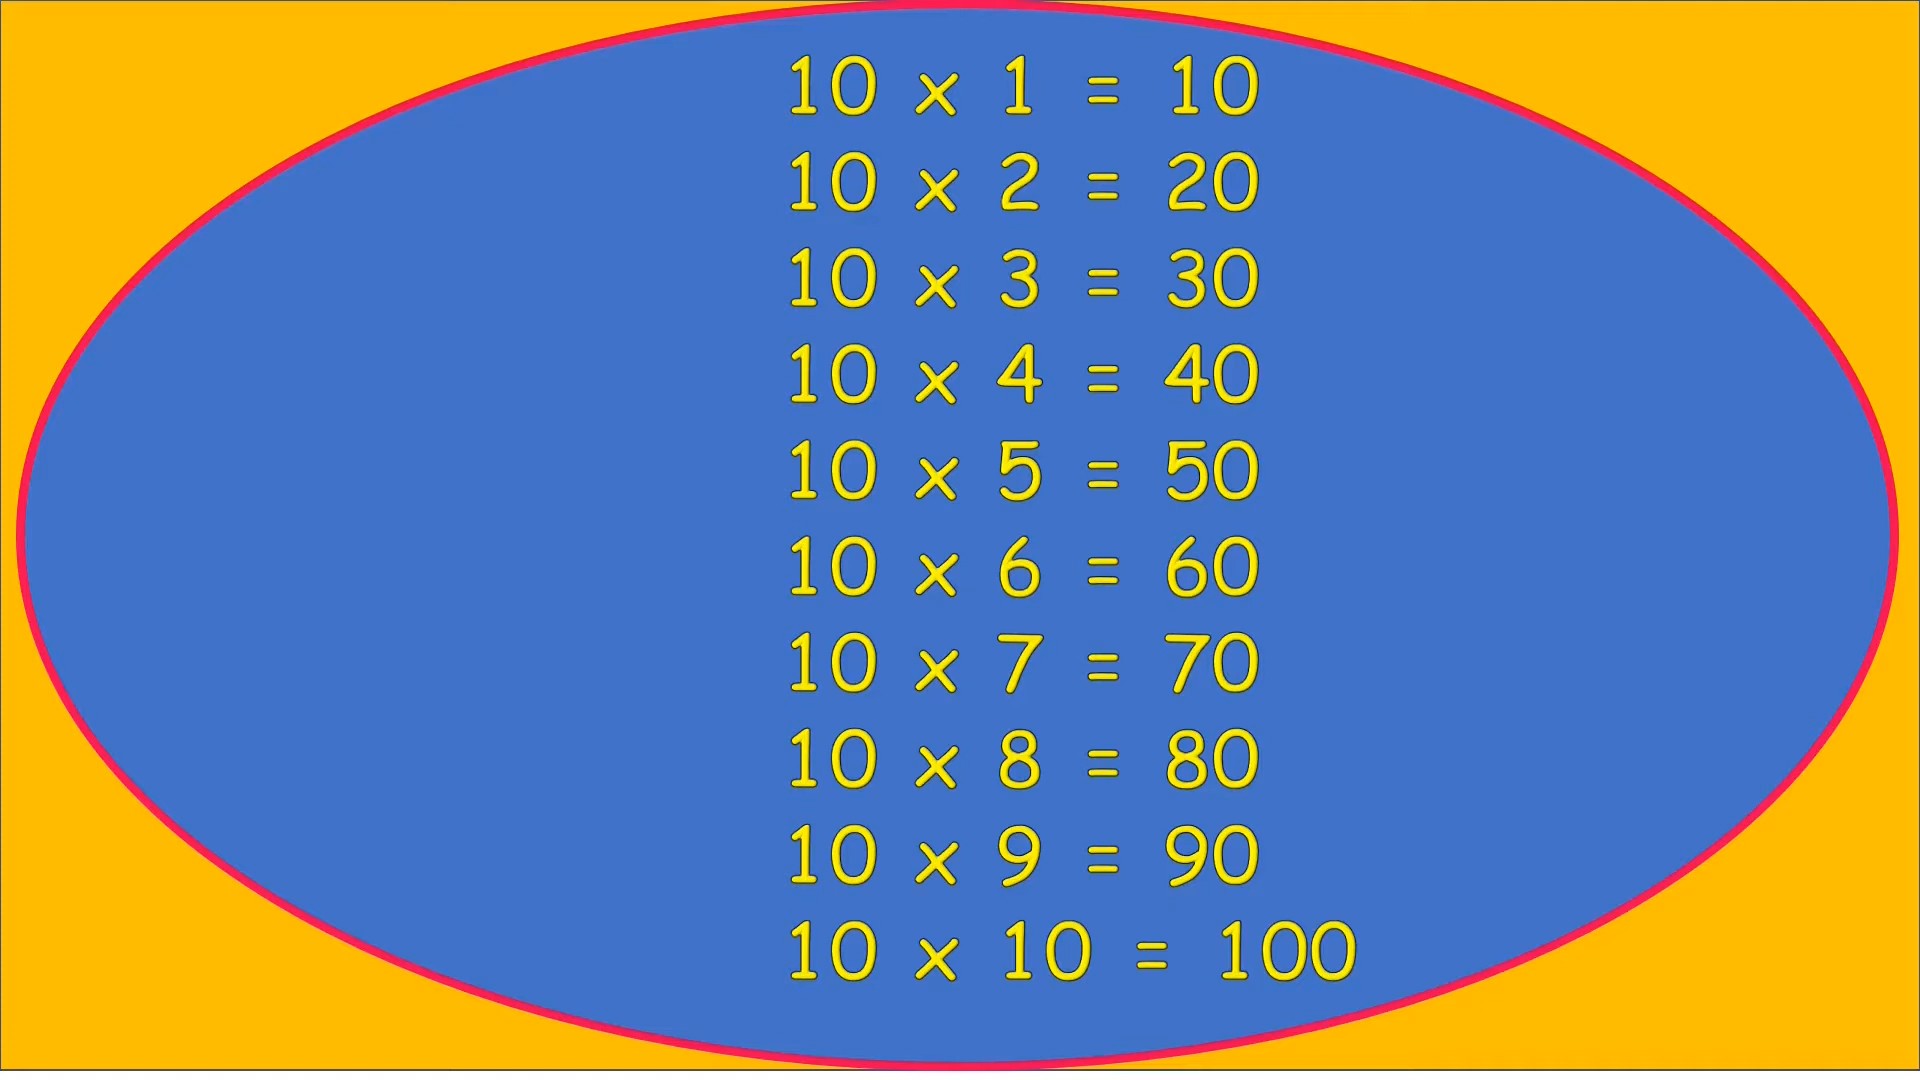 10 × 1 = 10
10 × 2 = 20
10 × 3 = 30
10 × 4 = 40
10 × 5 = 50
10 × 6 = 60
10 × 7 = 70
10 × 8 = 80
10 × 9 = 90
10 × 10 = 100